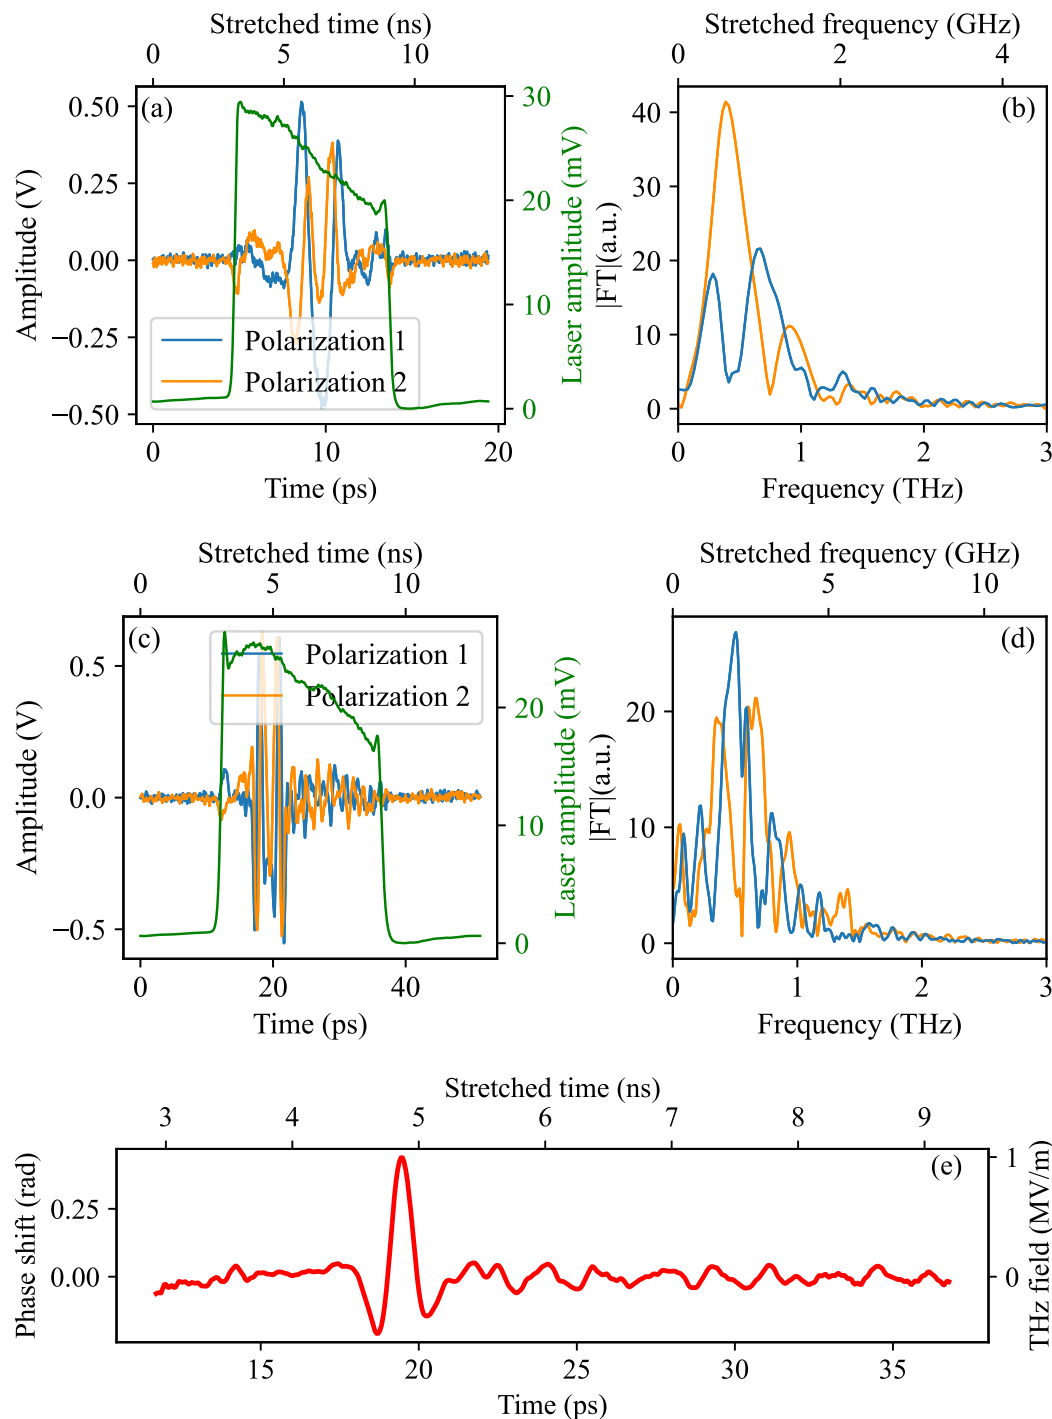 Stretched time (ns)
0 5 10
(a)
Amplitude (V)
0.50
0.25
0.00
−0.25
−0.50
Polarization 1
Polarization 2
30
20
10
0
Laser amplitude (mV)
0 10 20
Time (ps)
Stretched frequency (GHz)
0 2 4
(b)
|FT|(a.u.)
40
30
20
10
0
0 1 2 3
Frequency (THz)
Stretched time (ns)
0 5 10
(c)
Amplitude (V)
0.5
0.0
−0.5
Polarization 1
Polarization 2
20
10
0
Laser amplitude (mV)
0 20 40
Time (ps)
Stretched frequency (GHz)
0 5 10
(d)
|FT|(a.u.)
20
10
0
0 1 2 3
Frequency (THz)
Stretched time (ns)
3 4 5 6 7 8 9
(e)
Phase shift (rad)
0.25
0.00
1
0
THz field (MV/m)
15 20 25 30 35
Time (ps)